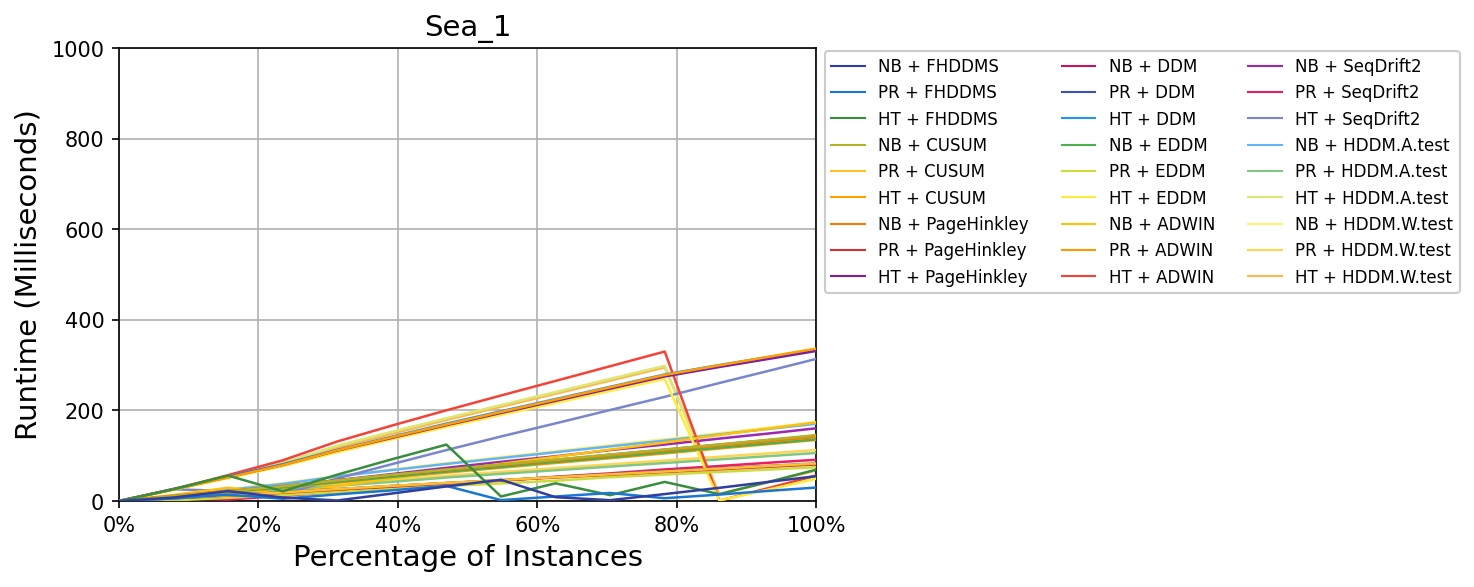 Sea_1
1000
800
600
400
200
0
Runtime (Milliseconds)
0% 20% 40% 60% 80% 100%
Percentage of Instances
NB + FHDDMS
PR + FHDDMS
HT + FHDDMS
NB + CUSUM
PR + CUSUM
HT + CUSUM
NB + PageHinkley
PR + PageHinkley
HT + PageHinkley
NB + DDM
PR + DDM
HT + DDM
NB + EDDM
PR + EDDM
HT + EDDM
NB + ADWIN
PR + ADWIN
HT + ADWIN
NB + SeqDrift2
PR + SeqDrift2
HT + SeqDrift2
NB + HDDM.A.test
PR + HDDM.A.test
HT + HDDM.A.test
NB + HDDM.W.test
PR + HDDM.W.test
HT + HDDM.W.test